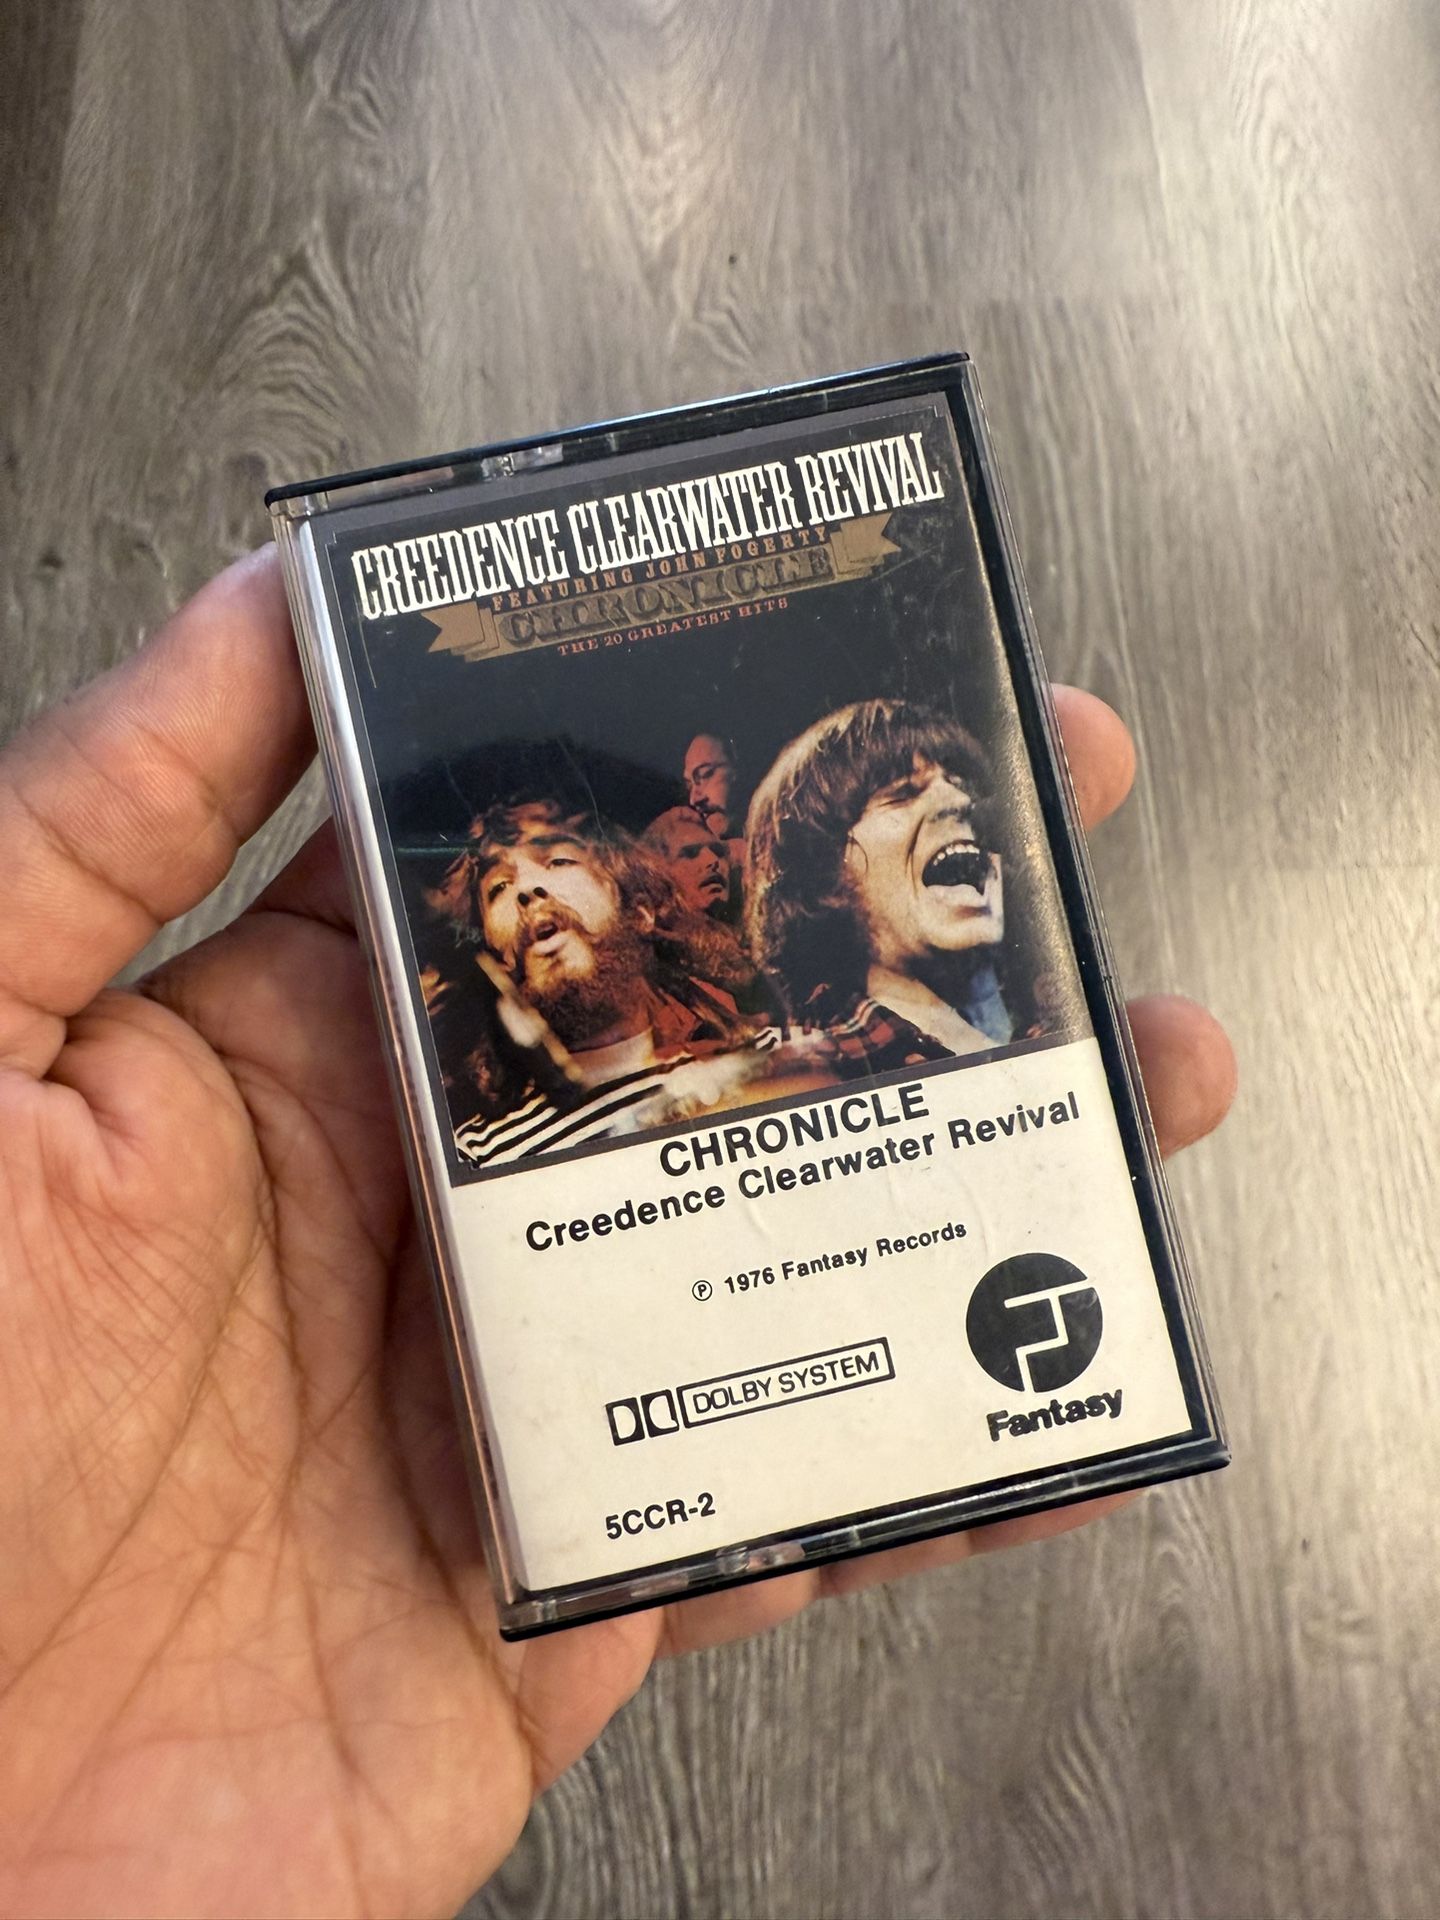 CREEDENCE CLEARWATER REVIVAL
FEATURING JOHN FOGERTY
CHRONICLE
THE 20 GREATEST HITS
CHRONICLE
Creedence Clearwater Revival
℗ 1976 Fantasy Records
DOLBY SYSTEM
Fantasy
5CCR-2